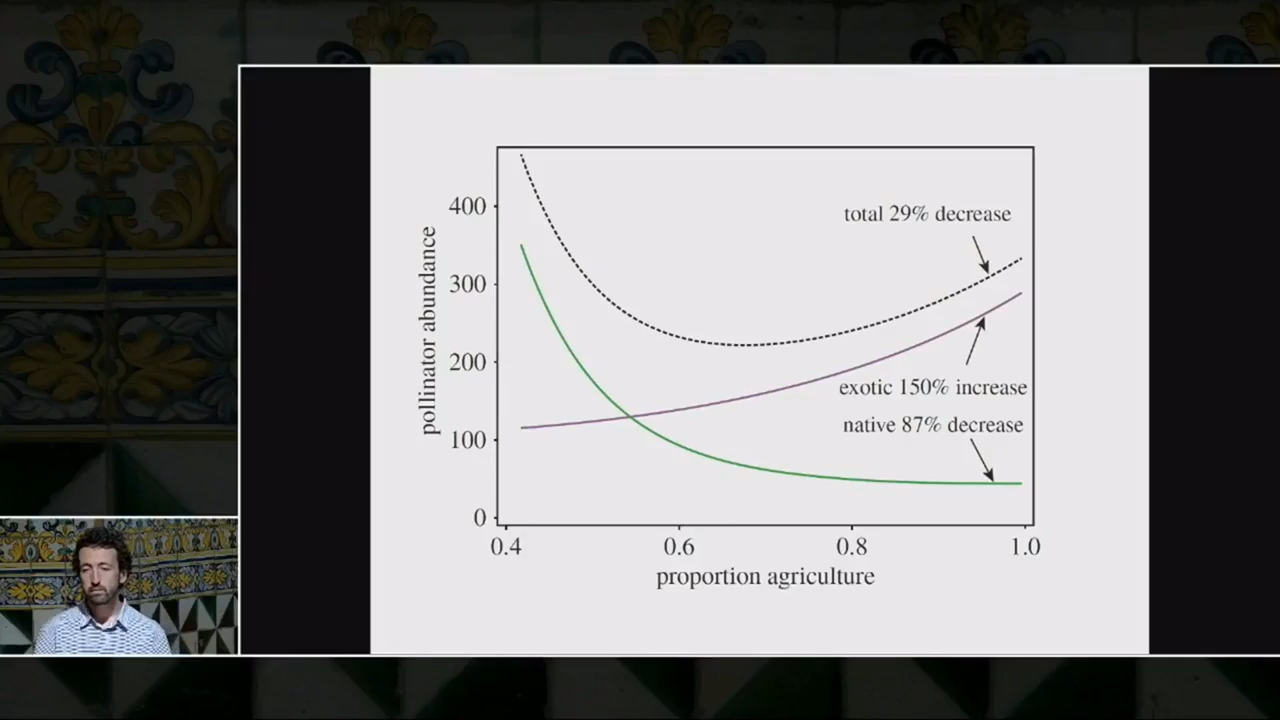 total 29% decrease
exotic 150% increase
native 87% decrease
pollinator abundance
400
300
200
100
0
0.4 0.6 0.8 1.0
proportion agriculture